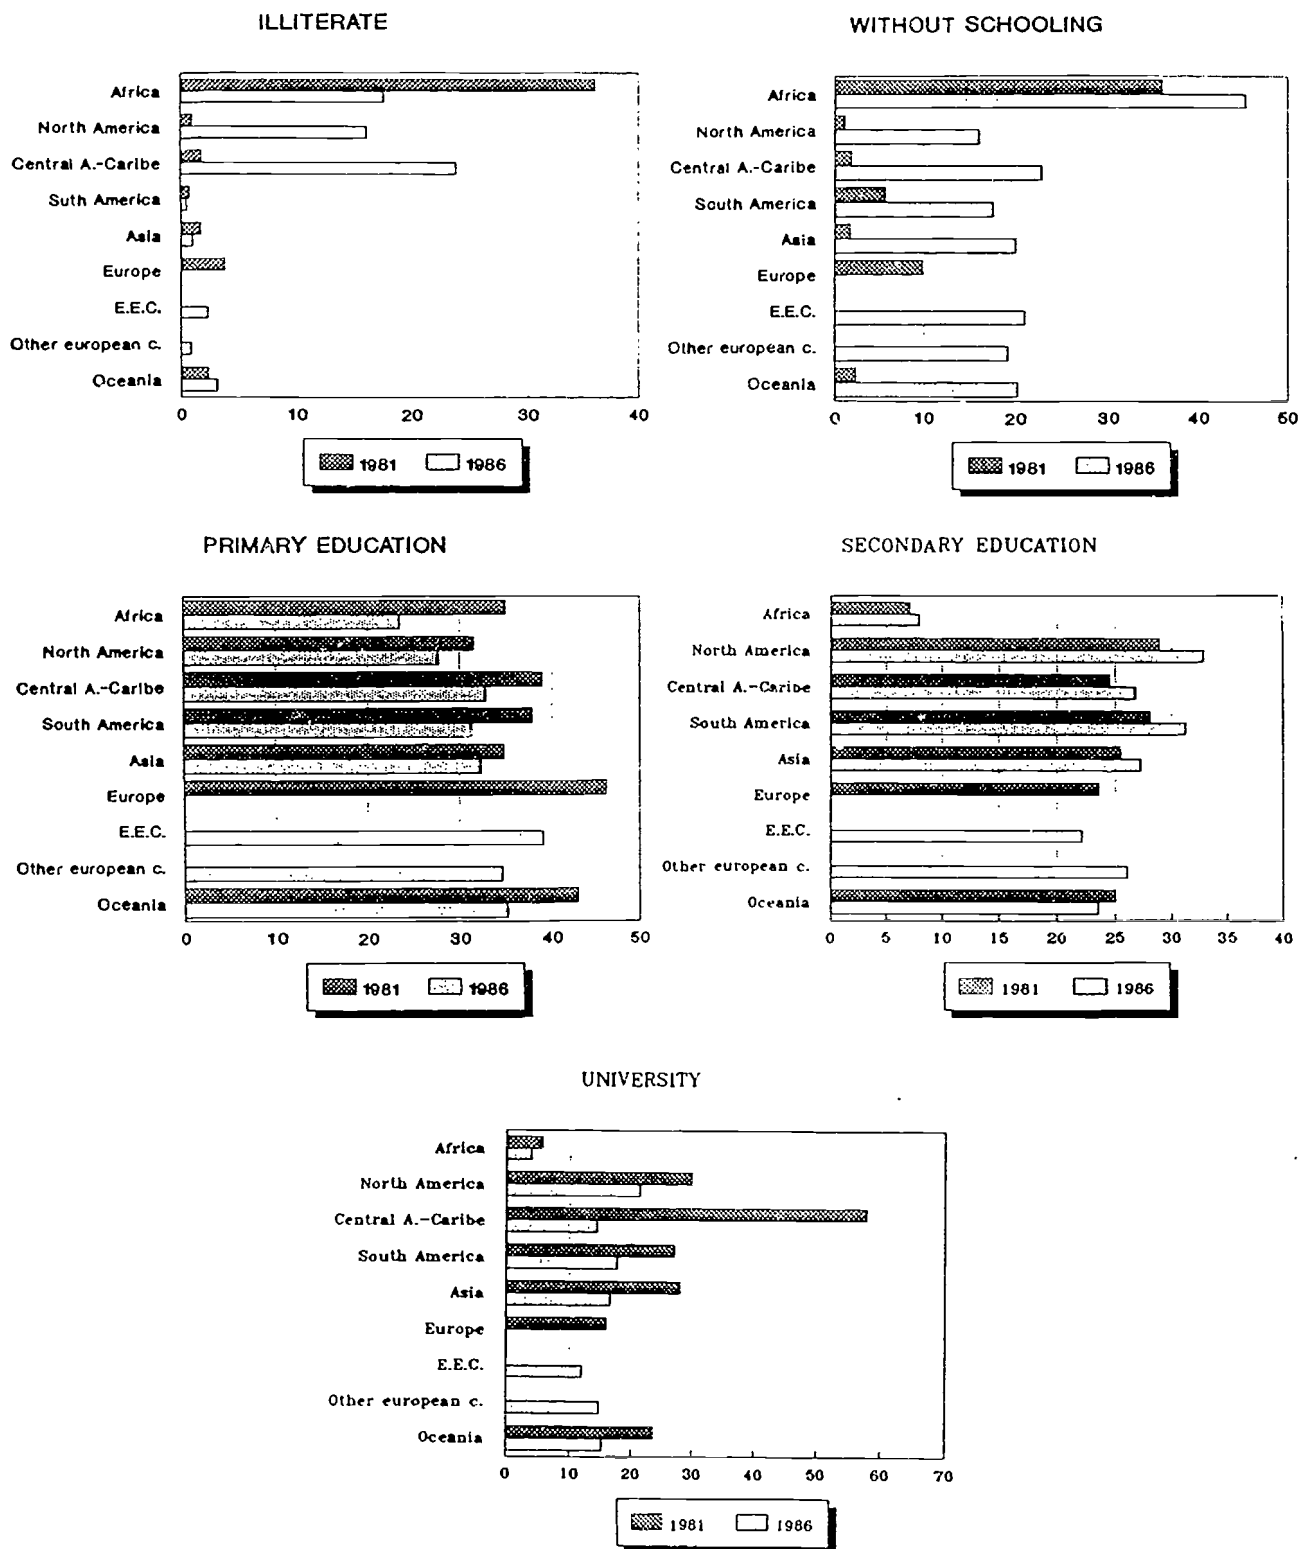 ILLITERATE
Africa
North America
Central A.-Caribe
Suth America
Asia
Europe
E.E.C.
Other european c.
Oceania
0 10 20 30 40
1981 1986
WITHOUT SCHOOLING
Africa
North America
Central A.-Caribe
South America
Asia
Europe
E.E.C.
Other european c.
Oceania
0 10 20 30 40 50
1981 1986
PRIMARY EDUCATION
Africa
North America
Central A.-Caribe
South America
Asia
Europe
E.E.C.
Other european c.
Oceania
0 10 20 30 40 50
1981 1986
SECONDARY EDUCATION
Africa
North America
Central A.-Caribe
South America
Asia
Europe
E.E.C.
Other european c.
Oceania
0 5 10 15 20 25 30 35 40
1981 1986
UNIVERSITY
Africa
North America
Central A.-Caribe
South America
Asia
Europe
E.E.C.
Other european c.
Oceania
0 10 20 30 40 50 60 70
1981 1986